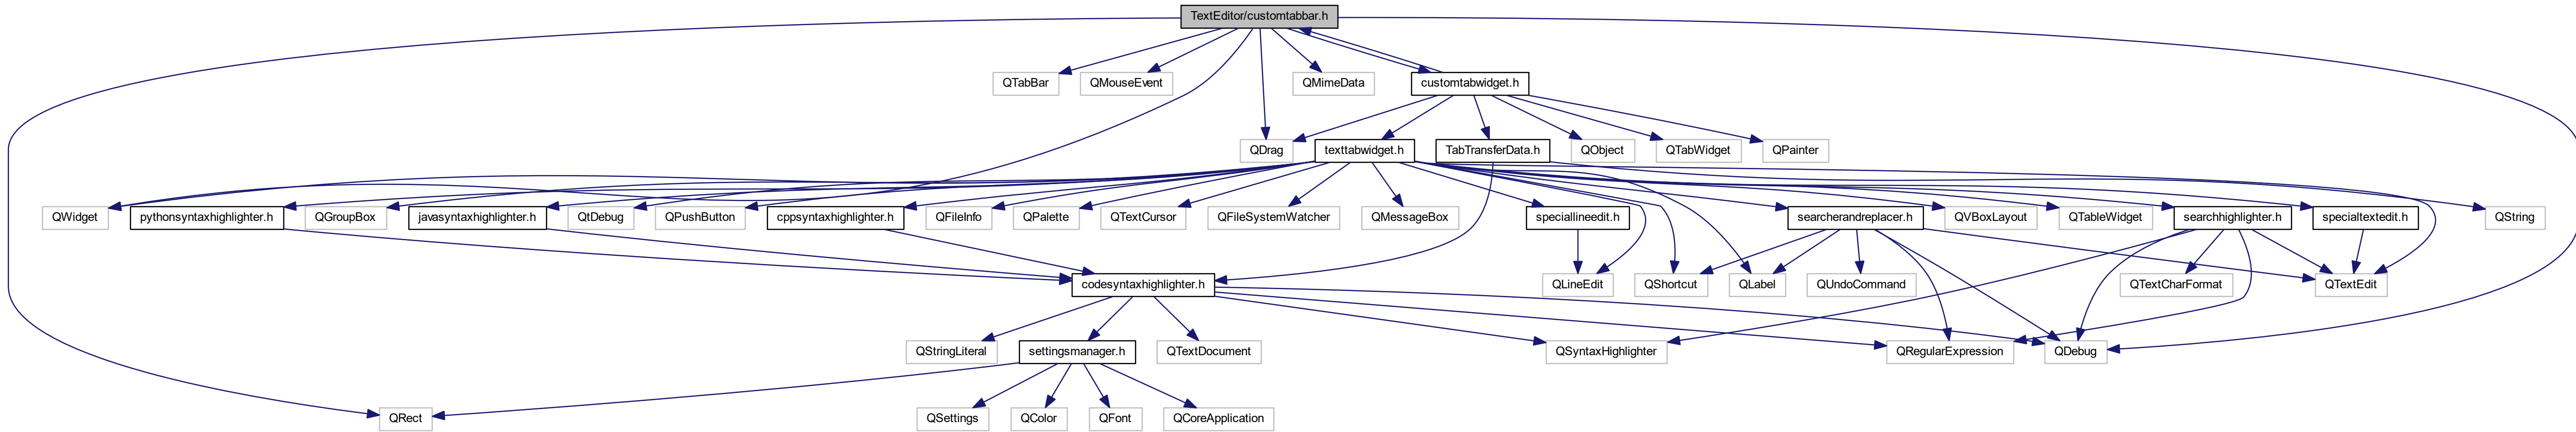 TextEditor/customtabbar.h
QTabBar
QMouseEvent
QMimeData
customtabwidget.h
QDrag
texttabwidget.h
TabTransferData.h
QObject
QTabWidget
QPainter
QWidget
pythonsyntaxhighlighter.h
QGroupBox
javasyntaxhighlighter.h
QtDebug
QPushButton
cppsyntaxhighlighter.h
QFileInfo
QPalette
QTextCursor
QFileSystemWatcher
QMessageBox
speciallineedit.h
searcherandreplacer.h
QVBoxLayout
QTableWidget
searchhighlighter.h
specialtextedit.h
QString
codesyntaxhighlighter.h
QLineEdit
QShortcut
QLabel
QUndoCommand
QTextCharFormat
QTextEdit
QStringLiteral
settingsmanager.h
QTextDocument
QSyntaxHighlighter
QRegularExpression
QDebug
QRect
QSettings
QColor
QFont
QCoreApplication